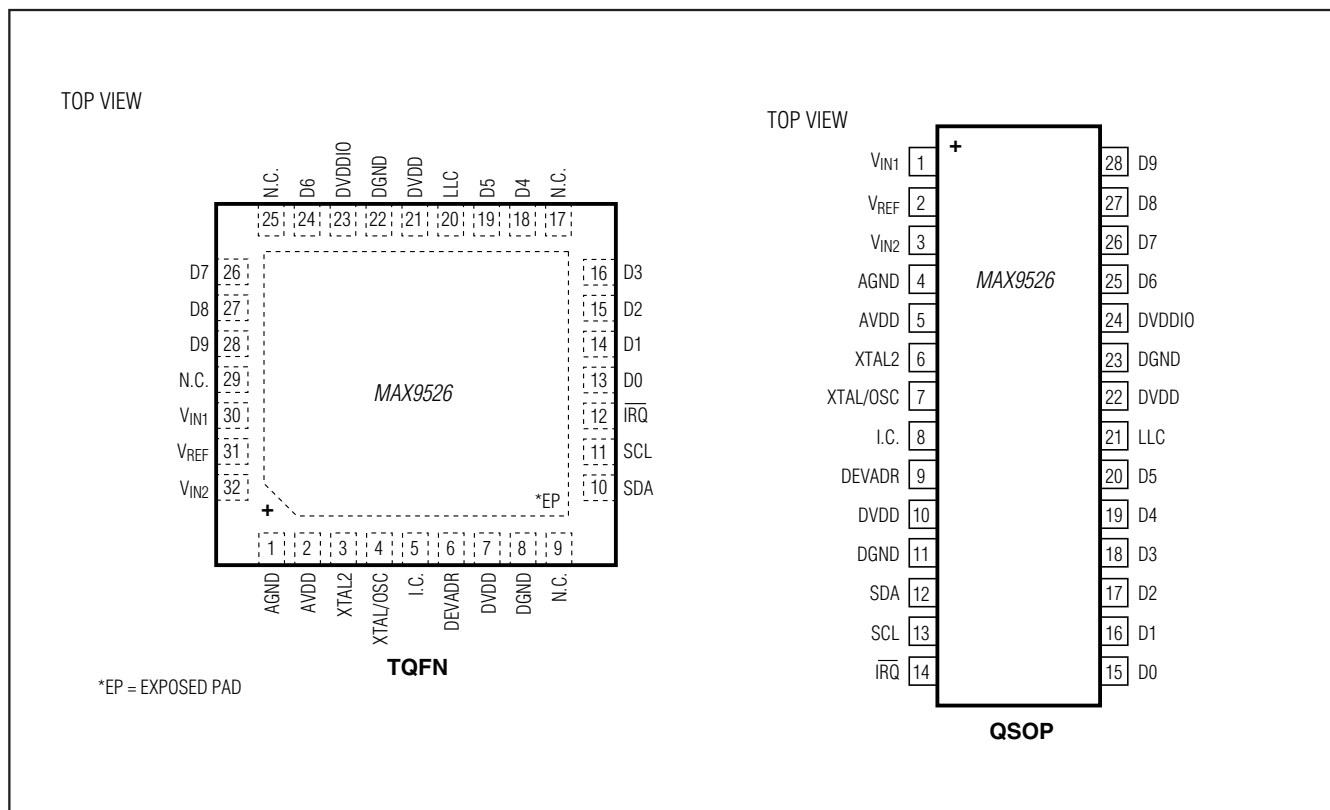 TOP VIEW
N.C. D6 DVDDIO DGND DVDD LLC D5 D4 N.C.
25 24 23 22 21 20 19 18 17
D7 26
D8 27
D9 28
N.C. 29
VIN1 30
VREF 31
VIN2 32
16 D3
15 D2
14 D1
13 D0
12 IRQ
11 SCL
10 SDA
MAX9526
*EP
+
1 2 3 4 5 6 7 8 9
AGND AVDD XTAL2 XTAL/OSC I.C. DEVADR DVDD DGND N.C.
TQFN
*EP = EXPOSED PAD
TOP VIEW
+
MAX9526
VIN1 1
VREF 2
VIN2 3
AGND 4
AVDD 5
XTAL2 6
XTAL/OSC 7
I.C. 8
DEVADR 9
DVDD 10
DGND 11
SDA 12
SCL 13
IRQ 14
28 D9
27 D8
26 D7
25 D6
24 DVDDIO
23 DGND
22 DVDD
21 LLC
20 D5
19 D4
18 D3
17 D2
16 D1
15 D0
QSOP